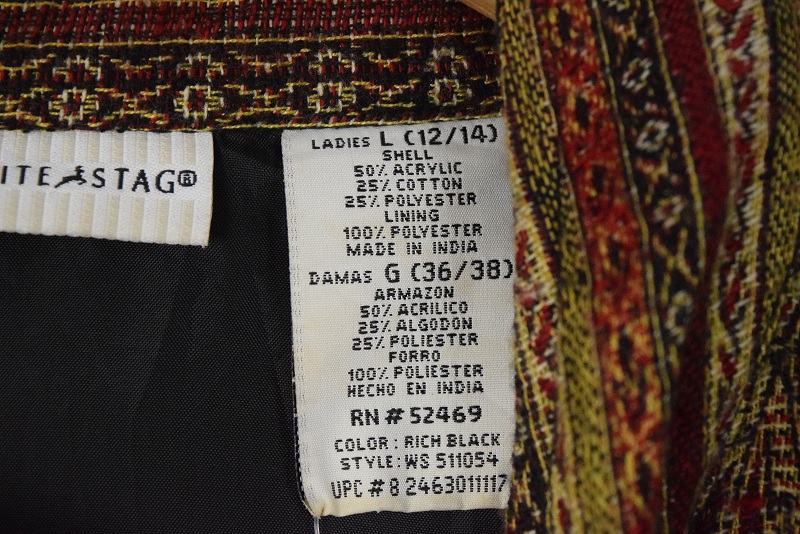 ITE STAG®
LADIES L (12/14)
SHELL
50% ACRYLIC
25% COTTON
25% POLYESTER
LINING
100% POLYESTER
MADE IN INDIA
DAMAS G (36/38)
ARMAZON
50% ACRILICO
25% ALGODON
25% POLIESTER
FORRO
100% POLYESTER
HECHO EN INDIA
RN # 52469
COLOR : RICH BLACK
STYLE: WS 511054
UPC # 8 2463011117